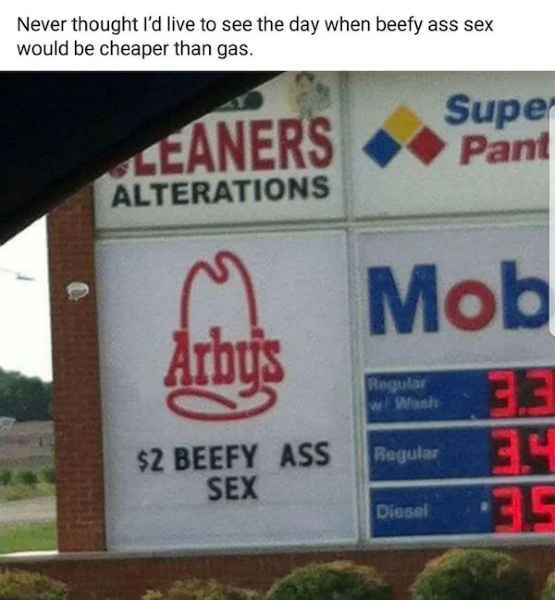 Never thought I'd live to see the day when beefy ass sex
would be cheaper than gas.
LEANERS
ALTERATIONS
Super
Pant
Arby's
$2 BEEFY ASS
SEX
Mob
Regular
w/ Wash
3.3
Regular
3.4
Diesel
3.5